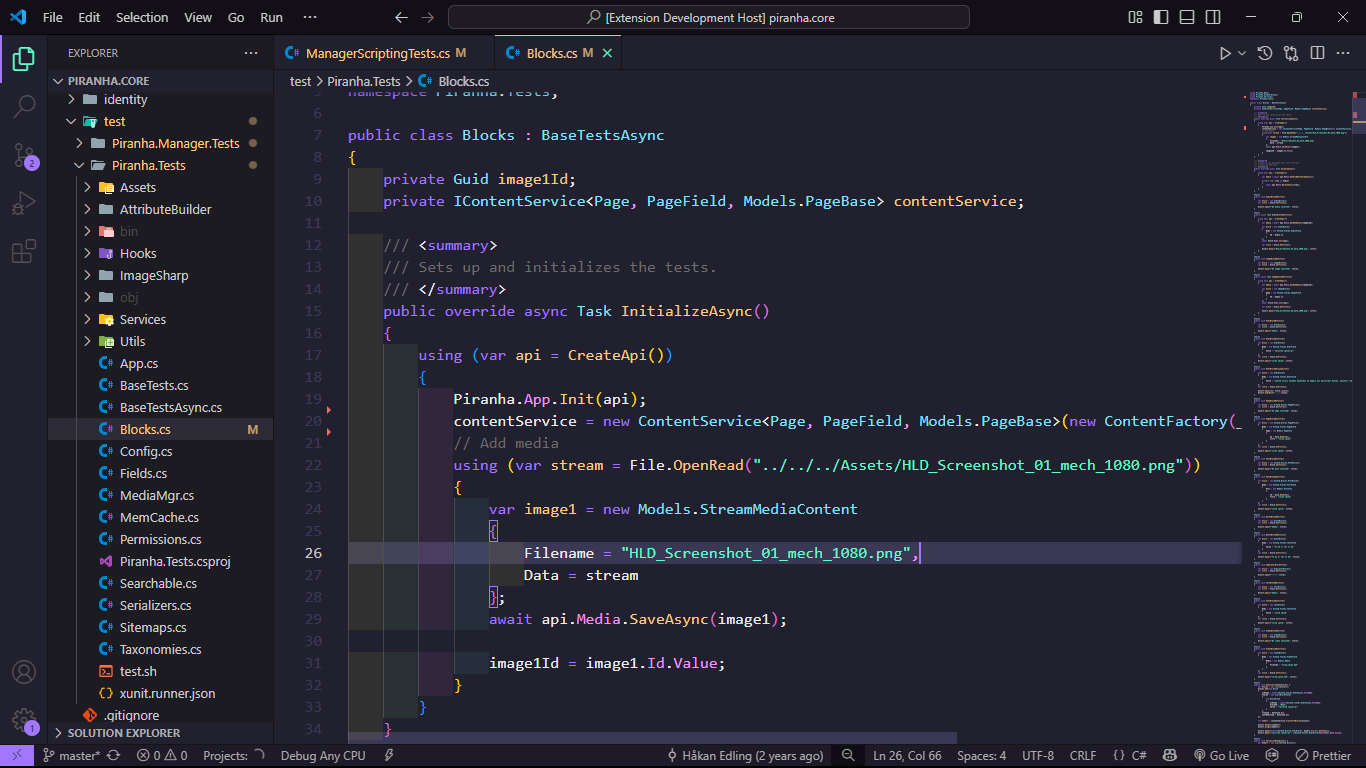 File Edit Selection View Go Run ··· [Extension Development Host] piranha.core
EXPLORER ···
PIRANHA.CORE
identity
test
Piranha.Manager.Tests
Piranha.Tests
Assets
AttributeBuilder
bin
Hooks
ImageSharp
obj
Services
Utils
C# App.cs
C# BaseTests.cs
C# BaseTestsAsync.cs
C# Blocks.cs M
C# Config.cs
C# Fields.cs
C# MediaMgr.cs
C# MemCache.cs
C# Permissions.cs
Piranha.Tests.csproj
C# Searchable.cs
C# Serializers.cs
C# Sitemaps.cs
C# Taxonomies.cs
test.sh
{} xunit.runner.json
.gitignore
SOLUTION EXPLORER
2
1
C# ManagerScriptingTests.cs M C# Blocks.cs M
test > Piranha.Tests > C# Blocks.cs
5 namespace Piranha.Tests;
6
7 public class Blocks : BaseTestsAsync
8 {
9 private Guid image1Id;
10 private IContentService<Page, PageField, Models.PageBase> contentService;
11
12 /// <summary>
13 /// Sets up and initializes the tests.
14 /// </summary>
15 public override async Task InitializeAsync()
16 {
17 using (var api = CreateApi())
18 {
19 Piranha.App.Init(api);
20 contentService = new ContentService<Page, PageField, Models.PageBase>(new ContentFactory(_
21 // Add media
22 using (var stream = File.OpenRead("../../../Assets/HLD_Screenshot_01_mech_1080.png"))
23 {
24 var image1 = new Models.StreamMediaContent
25 {
26 Filename = "HLD_Screenshot_01_mech_1080.png",
27 Data = stream
28 };
29 await api.Media.SaveAsync(image1);
30
31 image1Id = image1.Id.Value;
32 }
33 }
34 }
master* 0 0 Projects: Debug Any CPU Håkan Edling (2 years ago) Ln 26, Col 66 Spaces: 4 UTF-8 CRLF {} C# Go Live Prettier